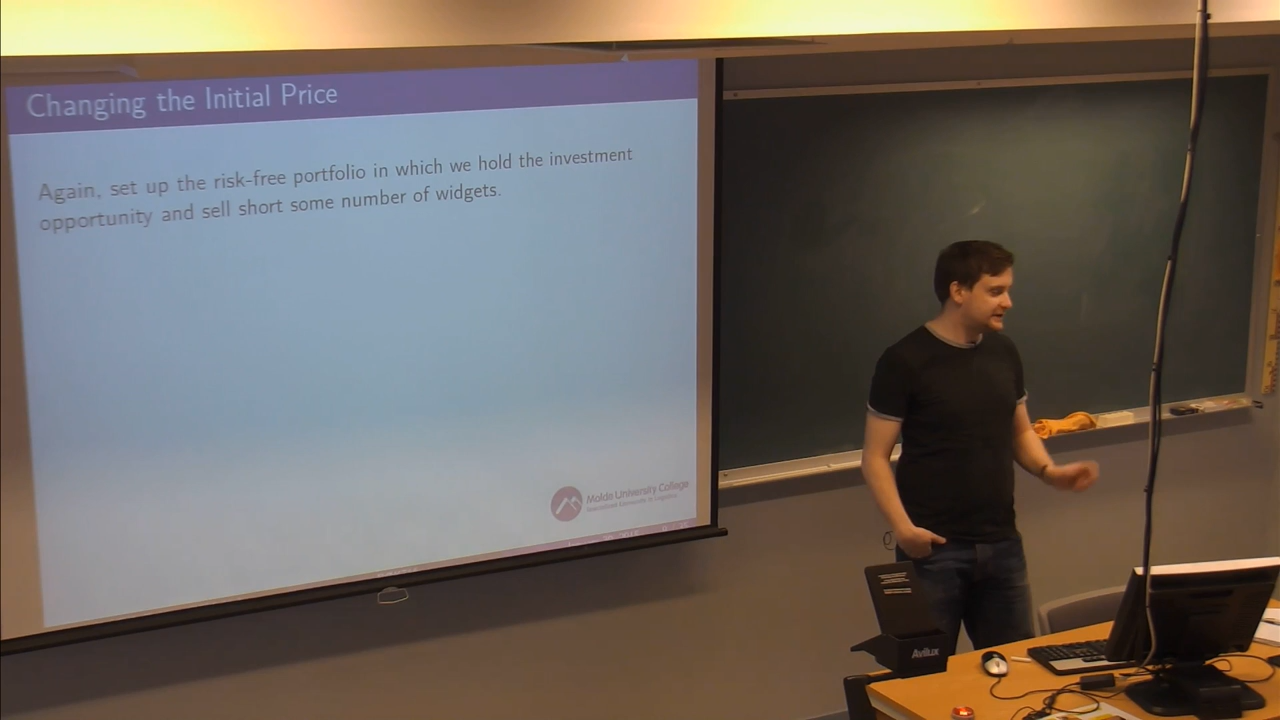 Changing the Initial Price
Again, set up the risk-free portfolio in which we hold the investment
opportunity and sell short some number of widgets.
Molde University College
Avilux